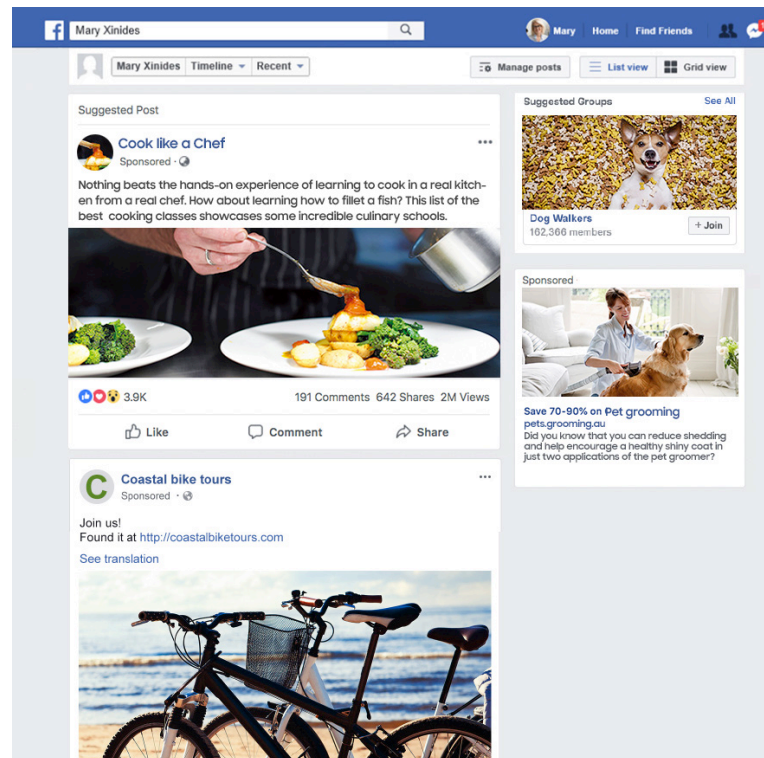 f
Mary Xinides
Mary Home Find Friends
Mary Xinides Timeline Recent
Manage posts List view Grid view
Suggested Post
Cook like a Chef
Sponsored ·
Nothing beats the hands-on experience of learning to cook in a real kitch-
en from a real chef. How about learning how to fillet a fish? This list of the
best cooking classes showcases some incredible culinary schools.
3.9K 191 Comments 642 Shares 2M Views
Like Comment Share
C
Coastal bike tours
Sponsored ·
Join us!
Found it at http://coastalbiketours.com
See translation
Suggested Groups See All
Dog Walkers
162,366 members
+ Join
Sponsored
Save 70-90% on Pet grooming
pets.grooming.au
Did you know that you can reduce shedding
and help encourage a healthy shiny coat in
just two applications of the pet groomer?